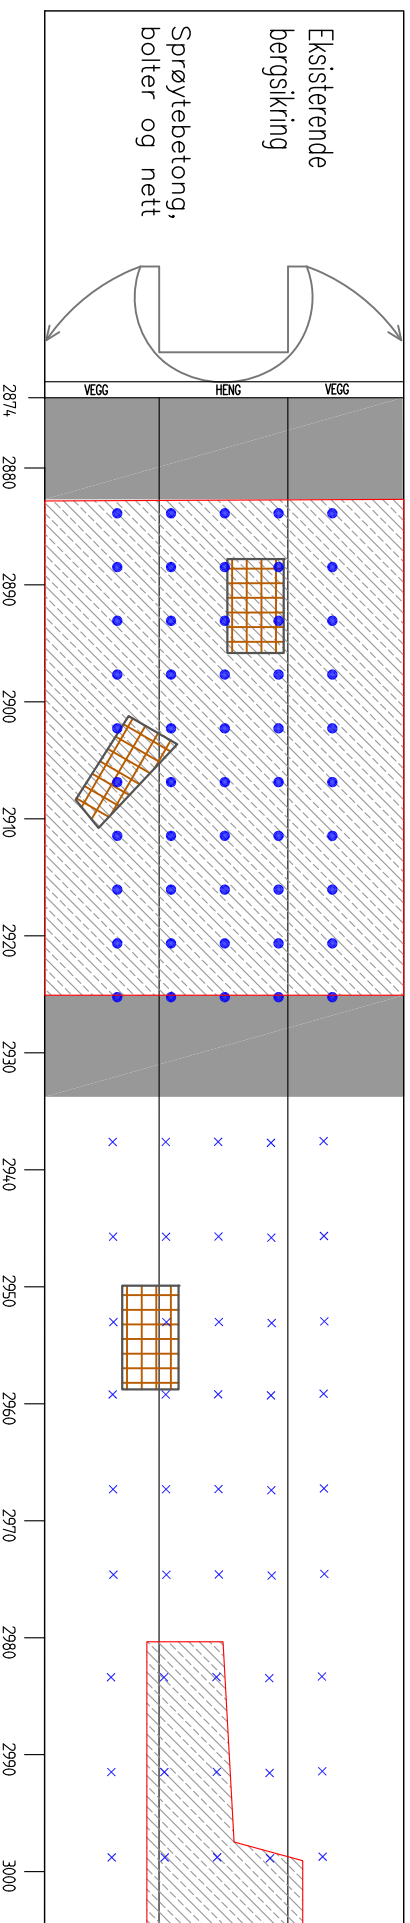 Eksisterende
bergsikring
Sprøytebetong,
bolter og nett
VEGG
HENG
VEGG
2874
2880
2890
2900
2910
2920
2930
2940
2950
2960
2970
2980
2990
3000